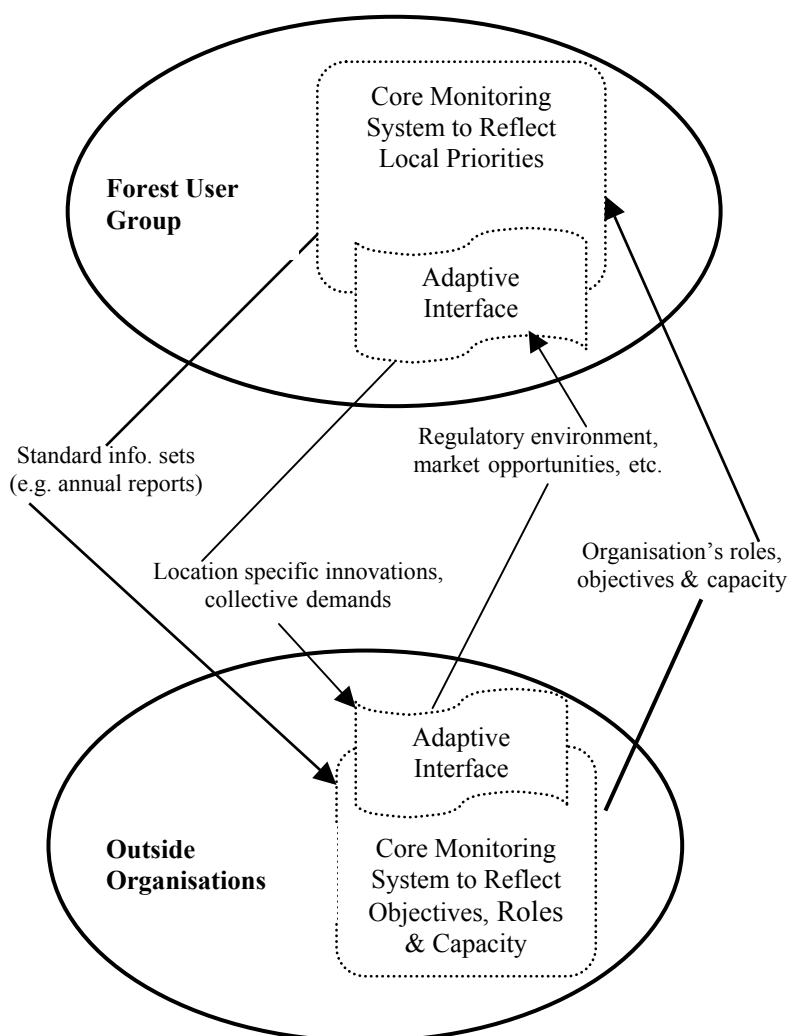 Core Monitoring
System to Reflect
Local Priorities
Forest User
Group
Adaptive
Interface
Standard info. sets
(e.g. annual reports)
Regulatory environment,
market opportunities, etc.
Location specific innovations,
collective demands
Organisation’s roles,
objectives & capacity
Adaptive
Interface
Outside
Organisations
Core Monitoring
System to Reflect
Objectives, Roles
& Capacity